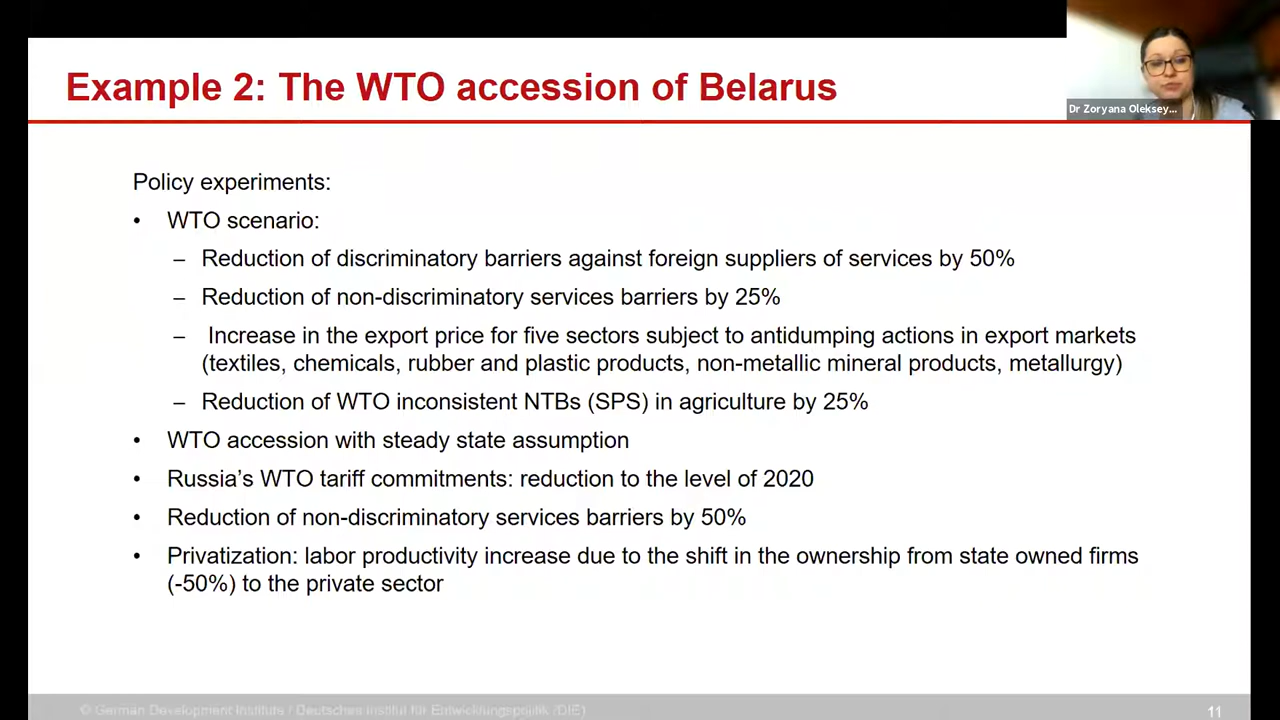 Example 2: The WTO accession of Belarus
Dr Zoryana Oleksey...
Policy experiments:
• WTO scenario:
– Reduction of discriminatory barriers against foreign suppliers of services by 50%
– Reduction of non-discriminatory services barriers by 25%
– Increase in the export price for five sectors subject to antidumping actions in export markets
(textiles, chemicals, rubber and plastic products, non-metallic mineral products, metallurgy)
– Reduction of WTO inconsistent NTBs (SPS) in agriculture by 25%
• WTO accession with steady state assumption
• Russia's WTO tariff commitments: reduction to the level of 2020
• Reduction of non-discriminatory services barriers by 50%
• Privatization: labor productivity increase due to the shift in the ownership from state owned firms
(-50%) to the private sector
© German Development Institute / Deutsches Institut für Entwicklungspolitik (DIE)
11